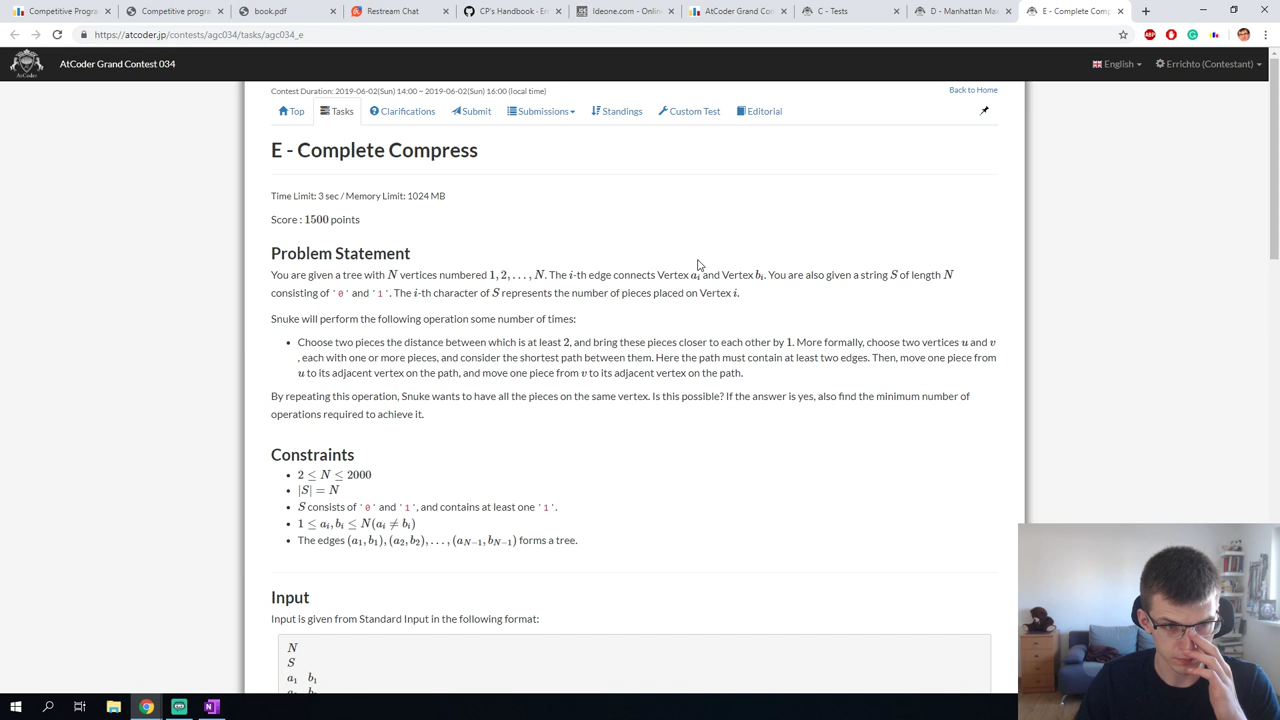 Competitive Progra
Competitive progra
book.pdf
Restream Chat
CP's Handbook - Err
Ideone.com - Onlin
AtCoder Grand Con
C - Tests
D - Manhattan Max
E - Complete Comp
https://atcoder.jp/contests/agc034/tasks/agc034_e
AtCoder Grand Contest 034
English
Errichto (Contestant)
Contest Duration: 2019-06-02(Sun) 14:00 ~ 2019-06-02(Sun) 16:00 (local time)
Back to Home
Top
Tasks
Clarifications
Submit
Submissions
Standings
Custom Test
Editorial
E - Complete Compress
Time Limit: 3 sec / Memory Limit: 1024 MB
Score : 1500 points
Problem Statement
You are given a tree with N vertices numbered 1, 2, . . . , N. The i-th edge connects Vertex aᵢ and Vertex bᵢ. You are also given a string S of length N
consisting of '0' and '1'. The i-th character of S represents the number of pieces placed on Vertex i.
Snuke will perform the following operation some number of times:
• Choose two pieces the distance between which is at least 2, and bring these pieces closer to each other by 1. More formally, choose two vertices u and v
, each with one or more pieces, and consider the shortest path between them. Here the path must contain at least two edges. Then, move one piece from
u to its adjacent vertex on the path, and move one piece from v to its adjacent vertex on the path.
By repeating this operation, Snuke wants to have all the pieces on the same vertex. Is this possible? If the answer is yes, also find the minimum number of
operations required to achieve it.
Constraints
• 2 ≤ N ≤ 2000
• |S| = N
• S consists of '0' and '1', and contains at least one '1'.
• 1 ≤ aᵢ, bᵢ ≤ N(aᵢ ≠ bᵢ)
• The edges (a₁, b₁), (a₂, b₂), . . . , (a_{N−1}, b_{N−1}) forms a tree.
Input
Input is given from Standard Input in the following format:
N
S
a₁ b₁